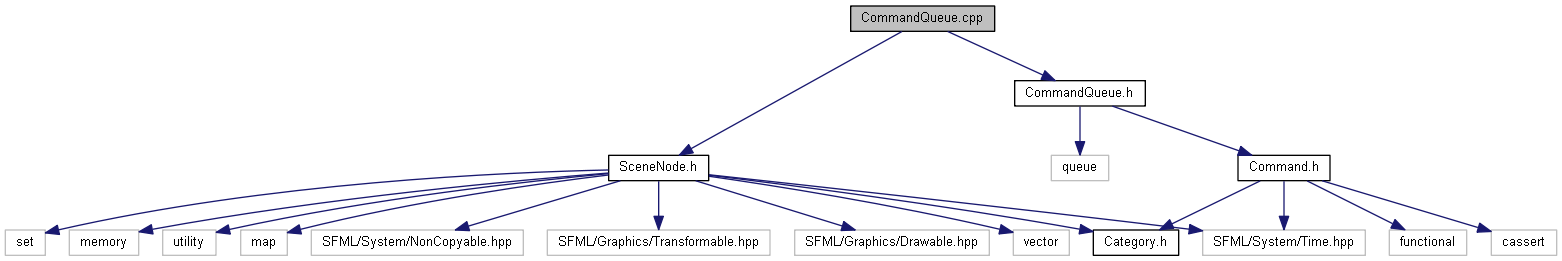 CommandQueue.cpp
CommandQueue.h
SceneNode.h
queue
Command.h
set
memory
utility
map
SFML/System/NonCopyable.hpp
SFML/Graphics/Transformable.hpp
SFML/Graphics/Drawable.hpp
vector
Category.h
SFML/System/Time.hpp
functional
cassert